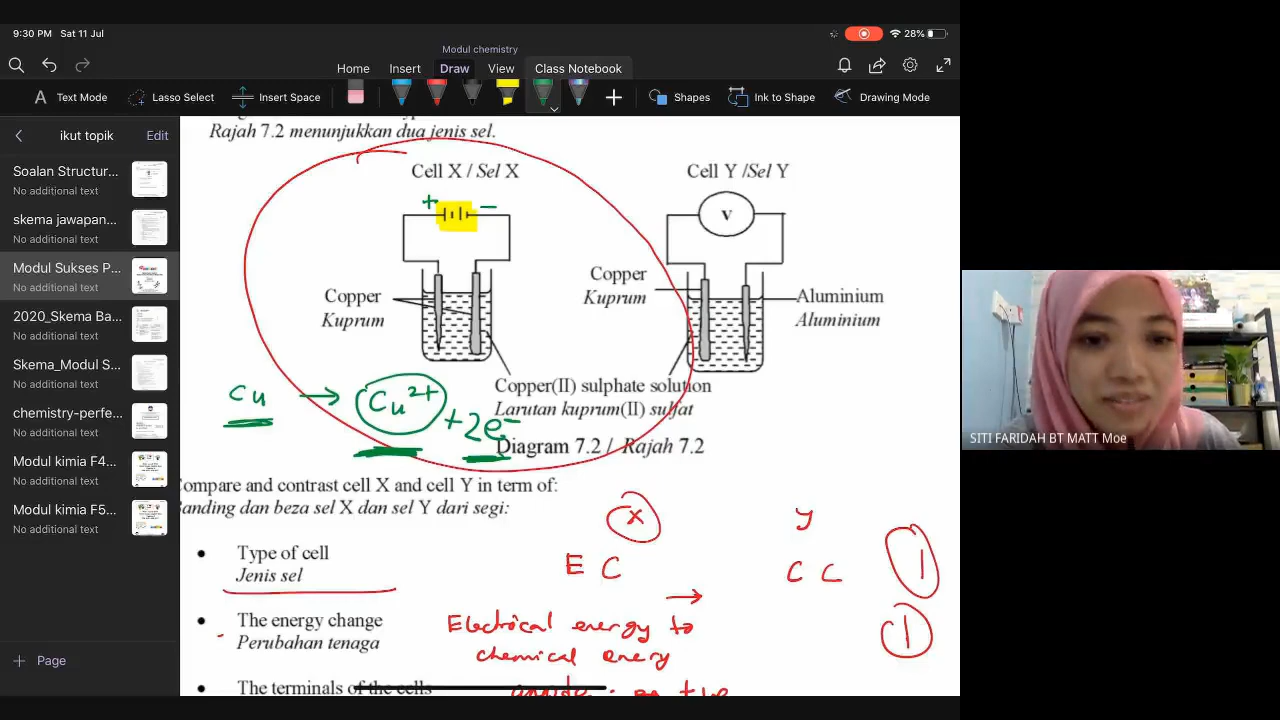 9:30 PM Sat 11 Jul
28%
Modul chemistry
Home Insert Draw View Class Notebook
Text Mode Lasso Select Insert Space Shapes Ink to Shape Drawing Mode
ikut topik Edit
Soalan Structur...
No additional text
skema jawapan...
No additional text
Modul Sukses P...
No additional text
2020_Skema Ba...
No additional text
Skema_Modul S...
No additional text
chemistry-perfe...
No additional text
Modul kimia F4...
No additional text
Modul kimia F5...
No additional text
Page
Rajah 7.2 menunjukkan dua jenis sel.
Cell X / Sel X
Cell Y /Sel Y
+ −
V
Copper
Kuprum
Copper
Kuprum
Aluminium
Aluminium
Copper(II) sulphate solution
Larutan kuprum(II) sulfat
Cu → Cu²⁺ + 2e⁻
Diagram 7.2 / Rajah 7.2
Compare and contrast cell X and cell Y in term of:
Banding dan beza sel X dan sel Y dari segi:
X y
• Type of cell
Jenis sel
E C C C 1
• The energy change
Perubahan tenaga
Electrical energy to →
chemical energy
1
• The terminals of the cells
SITI FARIDAH BT MATT Moe